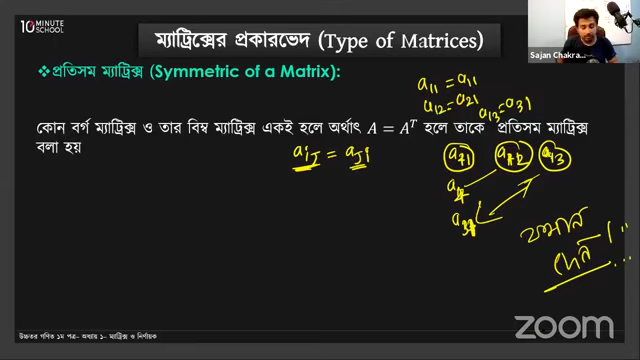 10 MINUTE SCHOOL
ম্যাট্রিক্সের প্রকারভেদ (Type of Matrices)
Sajan Chakra...
❖প্রতিসম ম্যাট্রিক্স (Symmetric of a Matrix):
a11 = a11
a12 = a21
a13 = a31
কোন বর্গ ম্যাট্রিক্স ও তার বিম্ব ম্যাট্রিক্স একই হলে অর্থাৎ A = A^T হলে তাকে প্রতিসম ম্যাট্রিক্স
বলা হয়
aij = aji
a12 a13
zoom
উচ্চতর গণিত ১ম পত্র- অধ্যায় ১- ম্যাট্রিক্স ও নির্ণায়ক